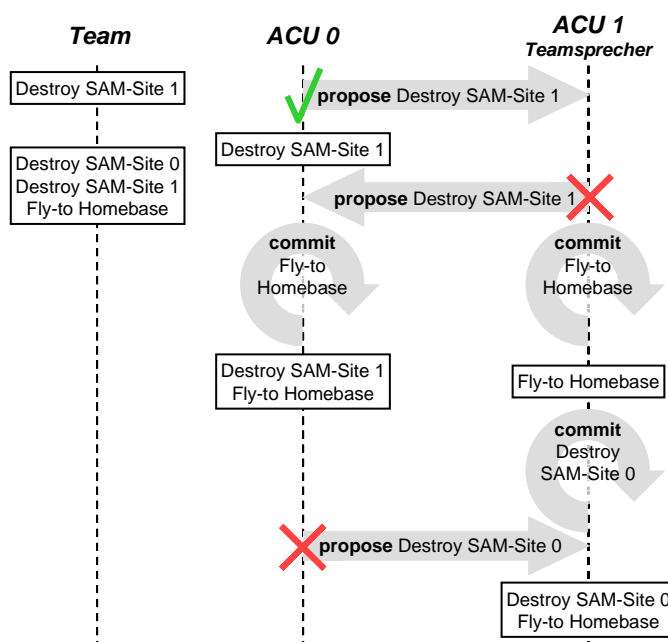 Team
ACU 0
ACU 1
Teamsprecher
Destroy SAM-Site 1
propose Destroy SAM-Site 1
Destroy SAM-Site 1
Destroy SAM-Site 0
Destroy SAM-Site 1
Fly-to Homebase
propose Destroy SAM-Site 1
commit
Fly-to
Homebase
commit
Fly-to
Homebase
Destroy SAM-Site 1
Fly-to Homebase
Fly-to Homebase
commit
Destroy
SAM-Site 0
propose Destroy SAM-Site 0
Destroy SAM-Site 0
Fly-to Homebase